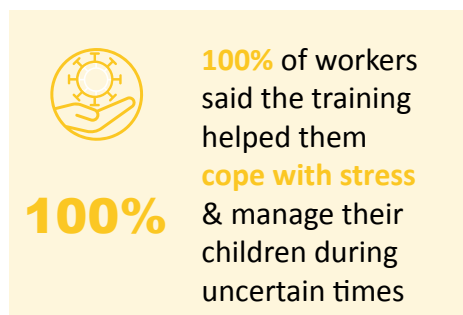 100%
100% of workers
said the training
helped them
cope with stress
& manage their
children during
uncertain times